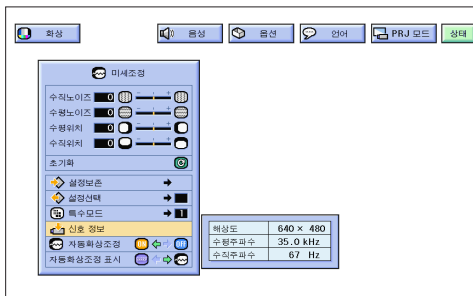 화상
음성
옵션
언어
PRJ 모드
상태
미세조정
수직노이즈 0 - +
수평노이즈 0 - +
수평위치 0 - +
수직위치 0 - +
초기화
설정보존
설정선택
특수모드 1
신호 정보
자동화상조정 ON OFF
자동화상조정 표시
해상도 640 × 480
수평주파수 35.0 kHz
수직주파수 67 Hz